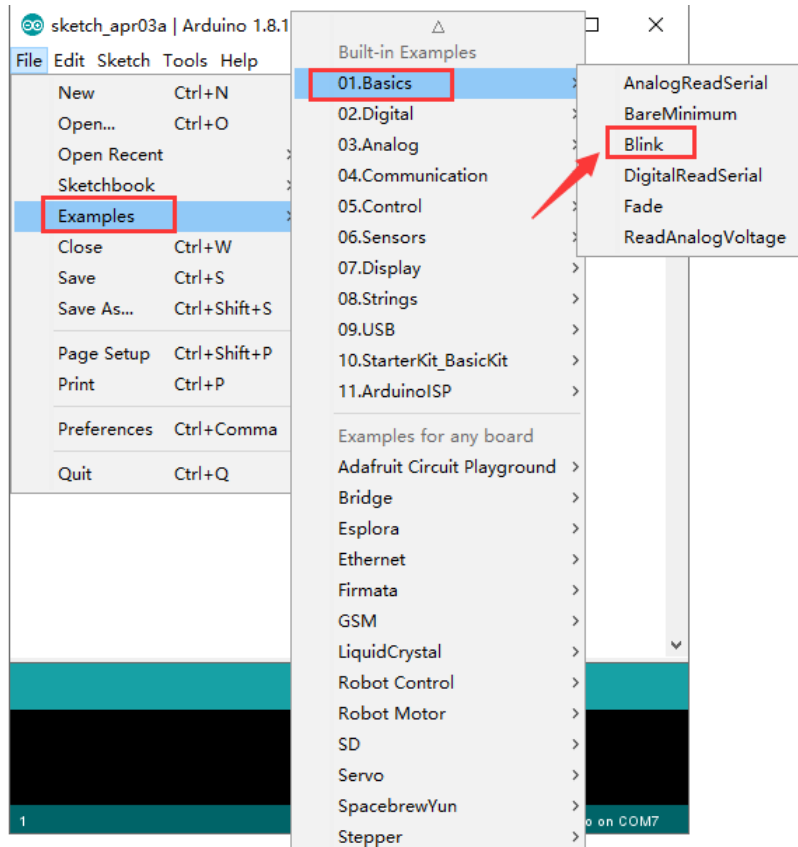 sketch_apr03a | Arduino 1.8.1
File Edit Sketch Tools Help
New Ctrl+N
Open... Ctrl+O
Open Recent
Sketchbook
Examples
Close Ctrl+W
Save Ctrl+S
Save As... Ctrl+Shift+S
Page Setup Ctrl+Shift+P
Print Ctrl+P
Preferences Ctrl+Comma
Quit Ctrl+Q
Built-in Examples
01.Basics
02.Digital
03.Analog
04.Communication
05.Control
06.Sensors
07.Display
08.Strings
09.USB
10.StarterKit_BasicKit
11.ArduinoISP
Examples for any board
Adafruit Circuit Playground
Bridge
Esplora
Ethernet
Firmata
GSM
LiquidCrystal
Robot Control
Robot Motor
SD
Servo
SpacebrewYun
Stepper
AnalogReadSerial
BareMinimum
Blink
DigitalReadSerial
Fade
ReadAnalogVoltage
1
o on COM7